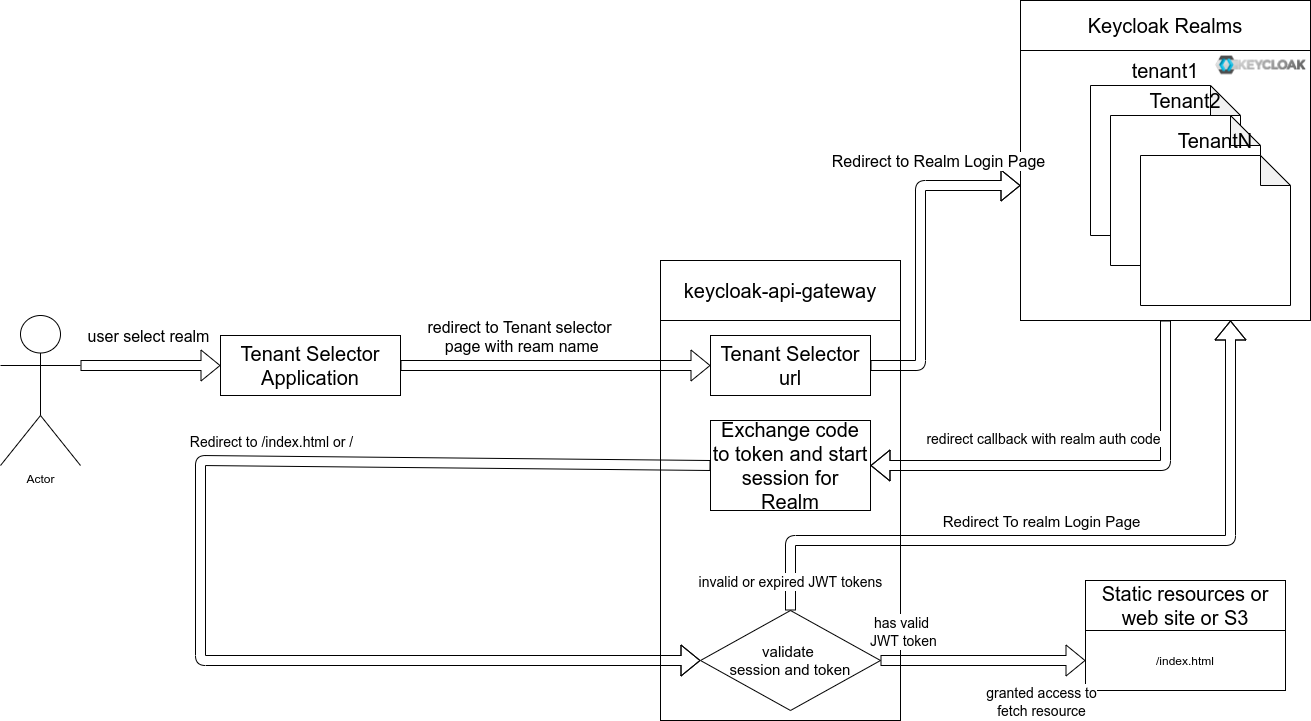 Keycloak Realms
KEYCLOAK
tenant1
Tenant2
TenantN
Redirect to Realm Login Page
keycloak-api-gateway
user select realm
Tenant Selector
Application
redirect to Tenant selector
page with ream name
Tenant Selector
url
Actor
Redirect to /index.html or /
Exchange code
to token and start
session for
Realm
redirect callback with realm auth code
Redirect To realm Login Page
invalid or expired JWT tokens
validate
session and token
has valid
JWT token
Static resources or
web site or S3
/index.html
granted access to
fetch resource